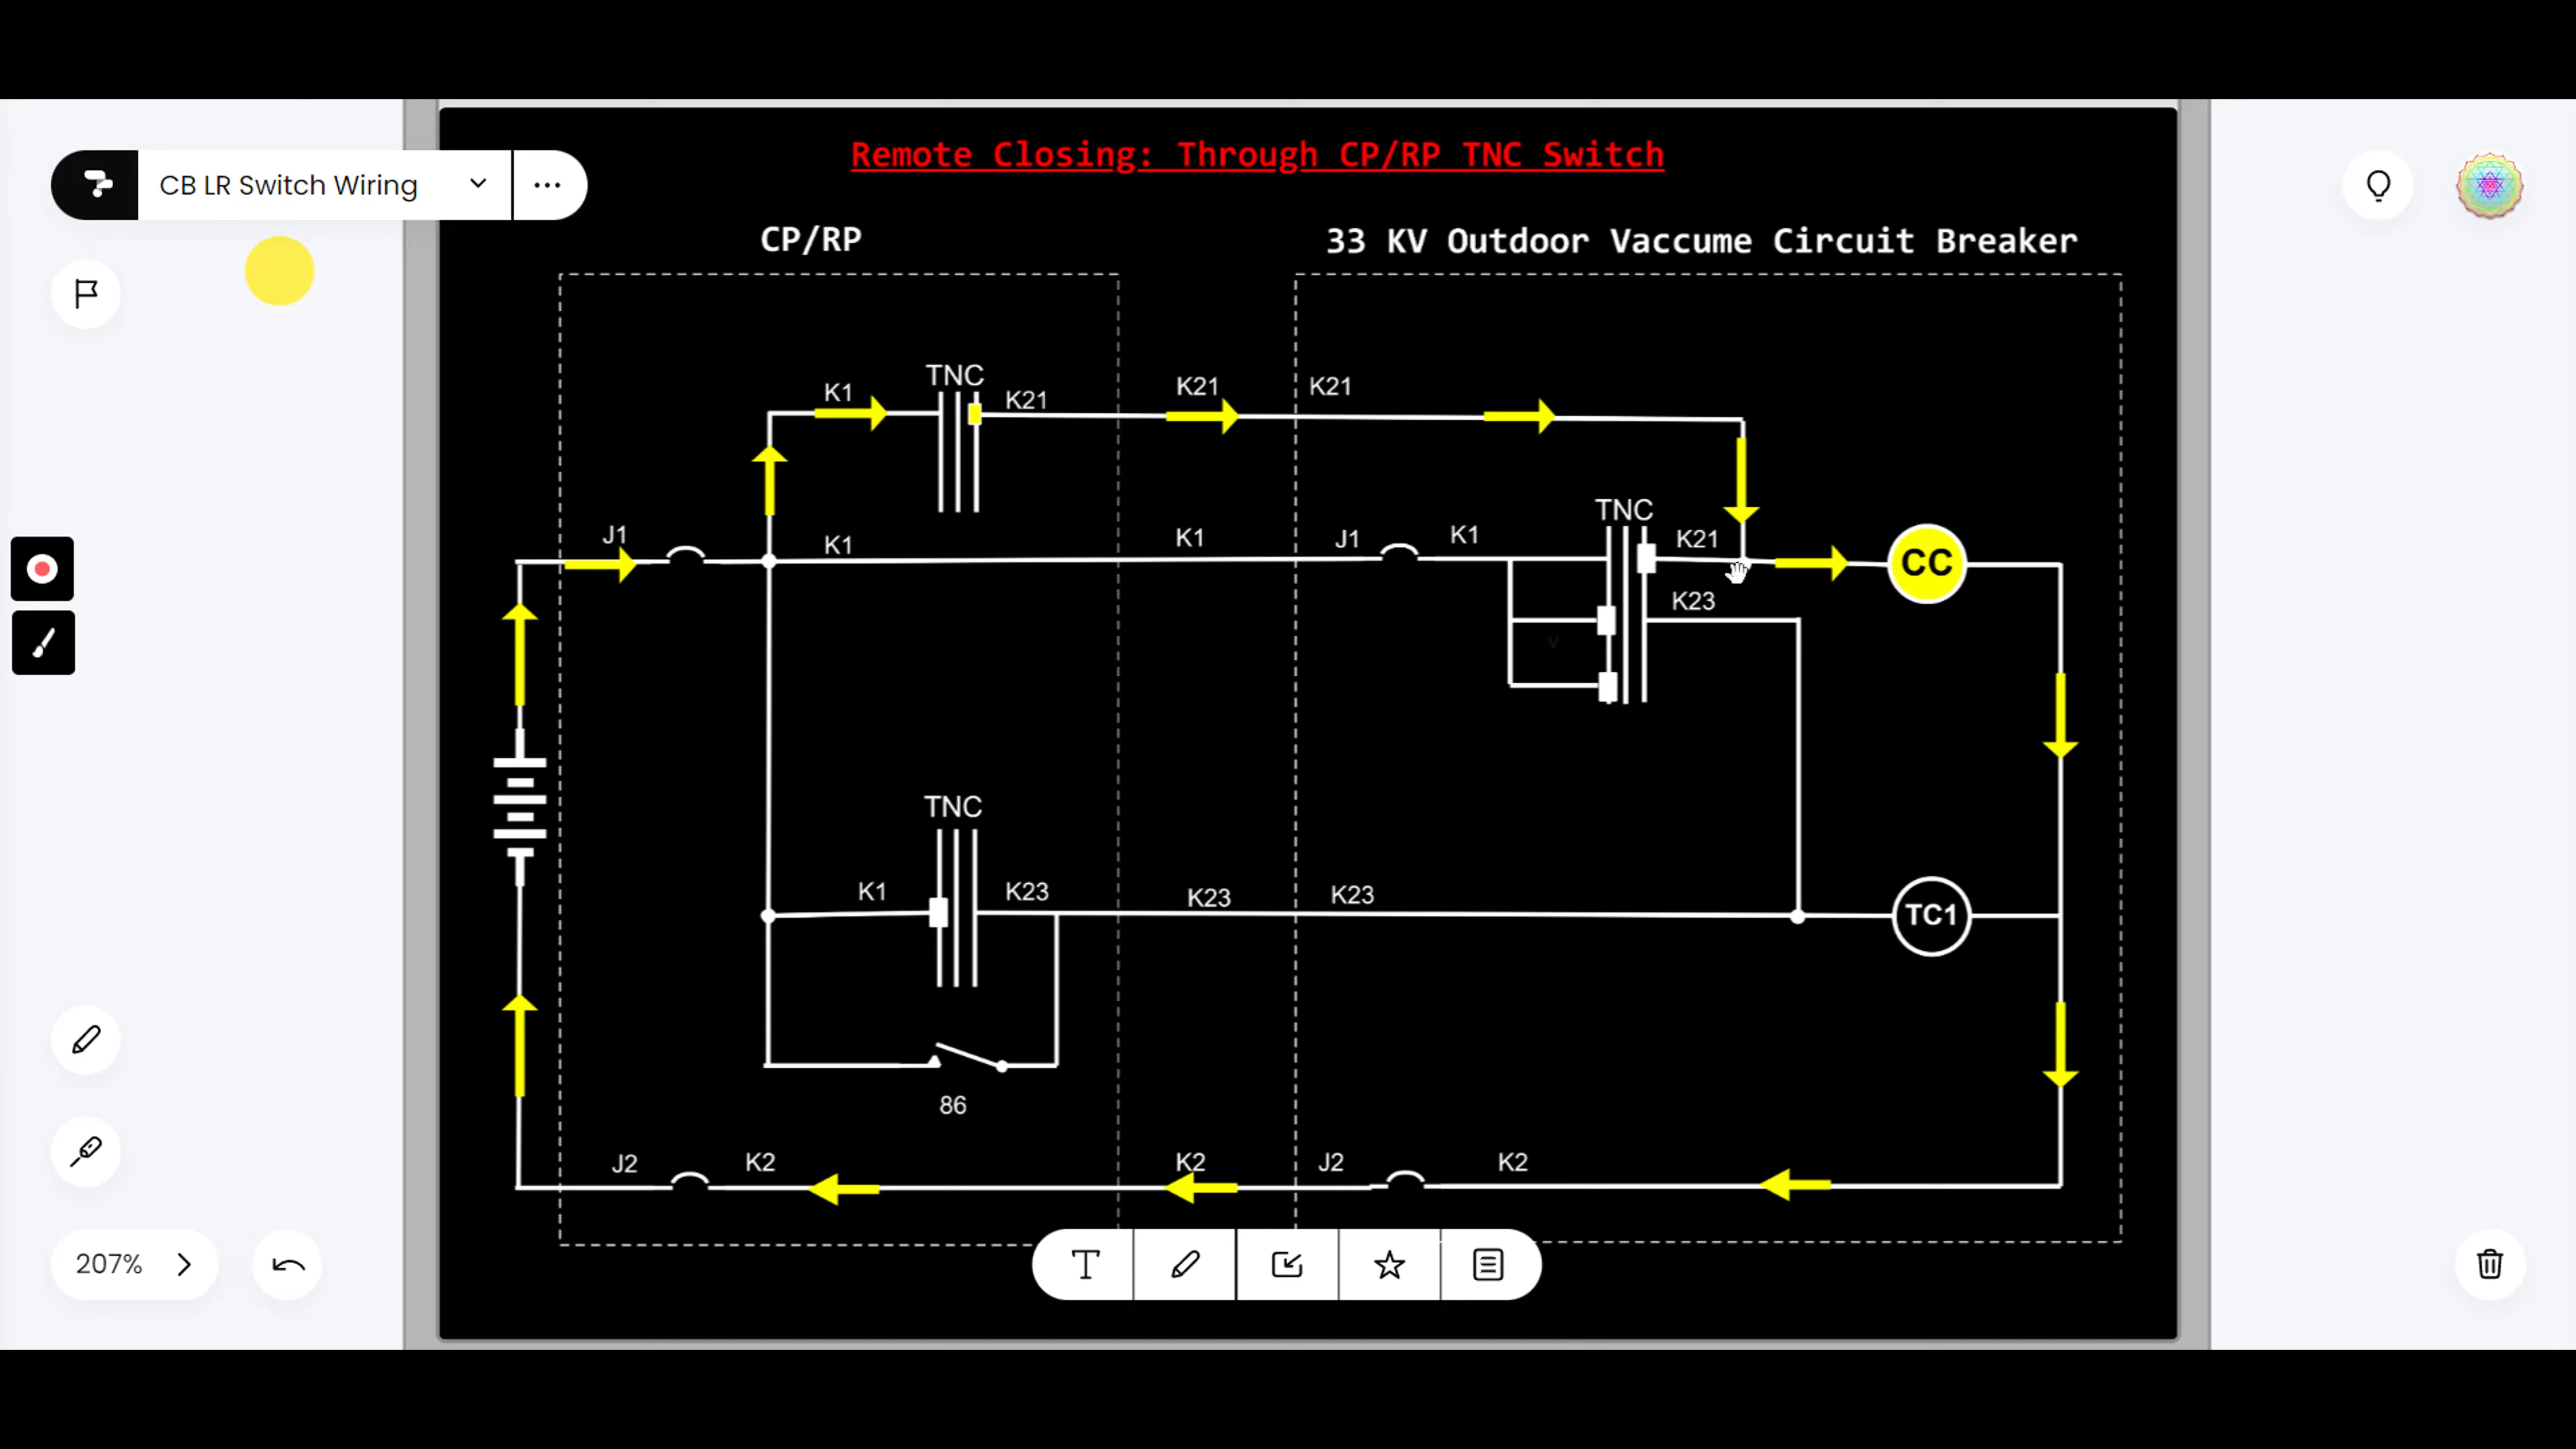 Remote Closing: Through CP/RP TNC Switch
CB LR Switch Wiring
CP/RP
33 KV Outdoor Vaccume Circuit Breaker
TNC
K1
K21
K21
K21
TNC
J1
K1
K1
J1
K1
K21
CC
K23
V
TNC
K1
K23
K23
K23
TC1
86
J2
K2
K2
J2
K2
207%
T